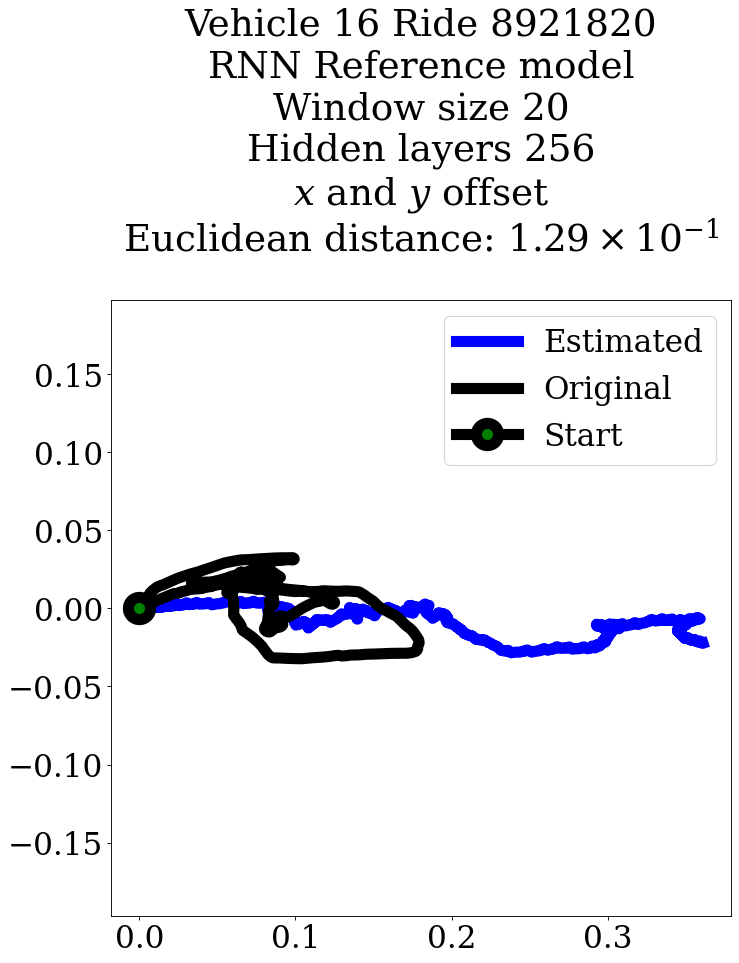 Vehicle 16 Ride 8921820
RNN Reference model
Window size 20
Hidden layers 256
x and y offset
Euclidean distance: 1.29 × 10⁻¹
Estimated
Original
Start
0.15
0.10
0.05
0.00
−0.05
−0.10
−0.15
0.0 0.1 0.2 0.3